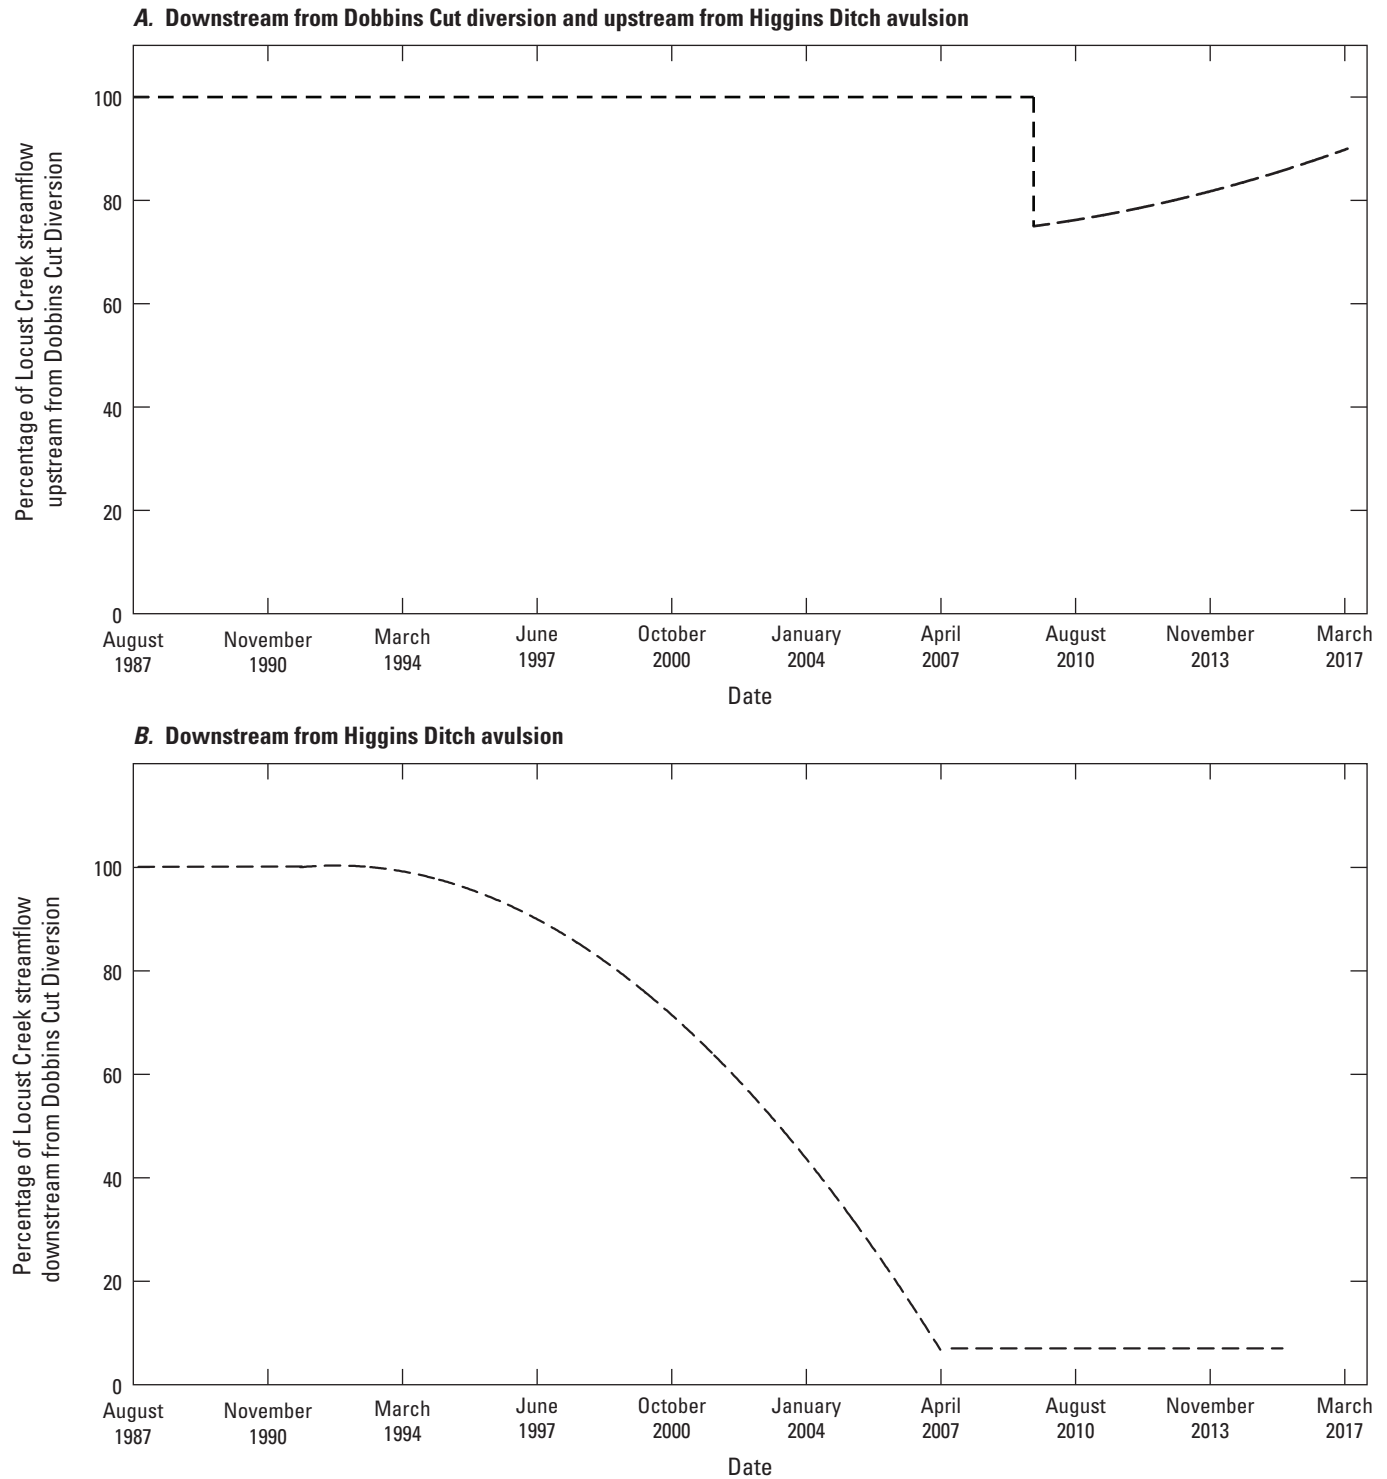 A. Downstream from Dobbins Cut diversion and upstream from Higgins Ditch avulsion
Percentage of Locust Creek streamflow
upstream from Dobbins Cut Diversion
100
80
60
40
20
0
August
1987
November
1990
March
1994
June
1997
October
2000
January
2004
April
2007
August
2010
November
2013
March
2017
Date
B. Downstream from Higgins Ditch avulsion
Percentage of Locust Creek streamflow
downstream from Dobbins Cut Diversion
100
80
60
40
20
0
August
1987
November
1990
March
1994
June
1997
October
2000
January
2004
April
2007
August
2010
November
2013
March
2017
Date